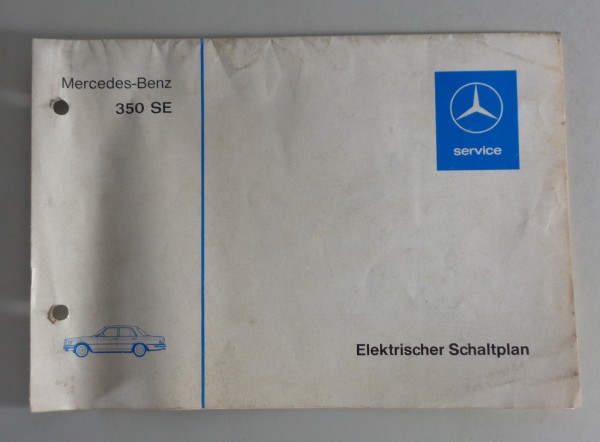 Mercedes-Benz
350 SE
service
Elektrischer Schaltplan